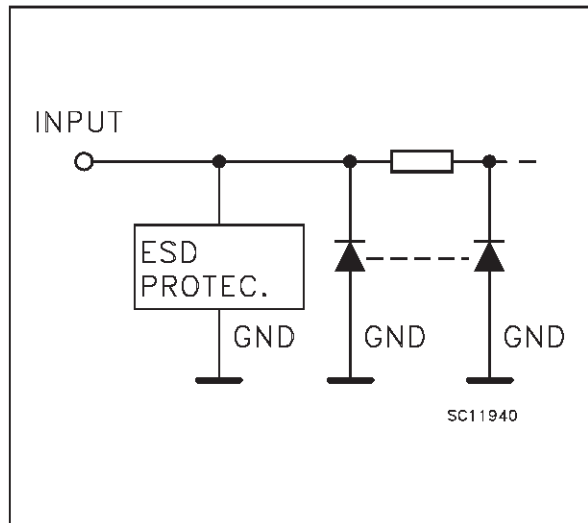 INPUT
ESD
PROTEC.
GND
GND
GND
SC11940